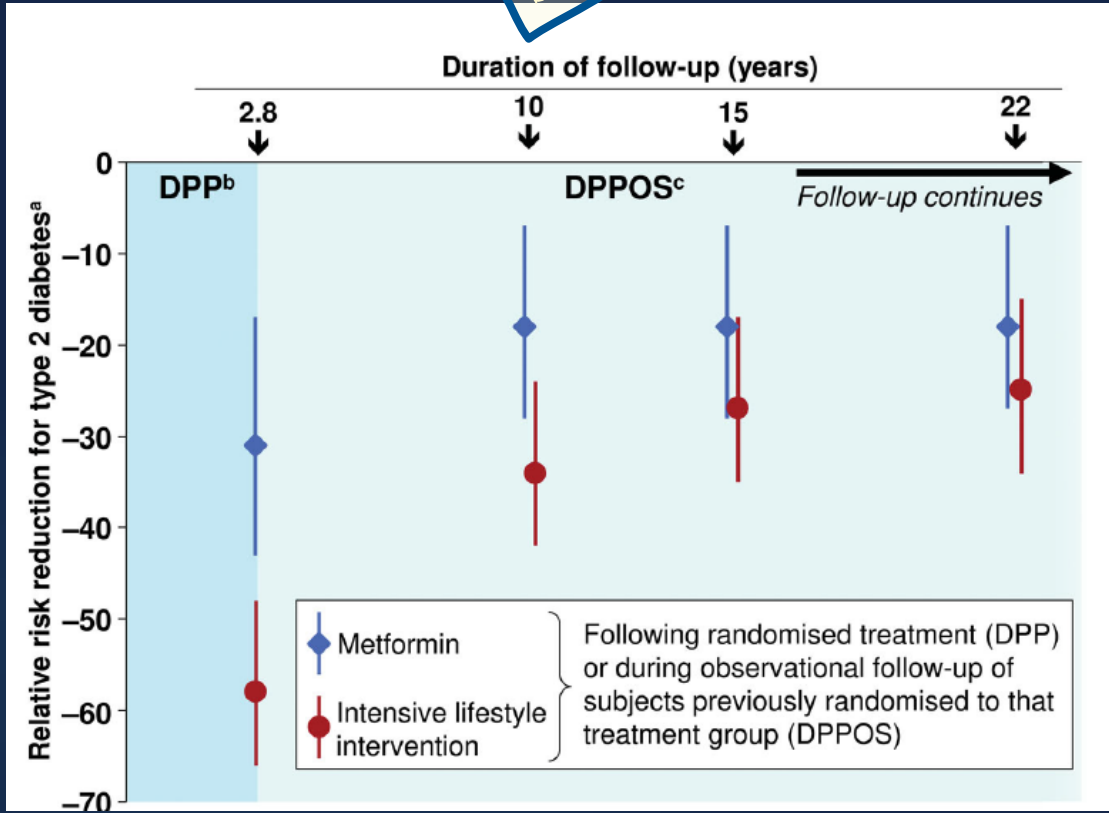 Duration of follow-up (years)
2.8 10 15 22
0
DPPᵇ DPPOSᶜ
Follow-up continues
–10
–20
–30
–40
–50
–60
–70
Relative risk reduction for type 2 diabetesᵃ
Metformin
Intensive lifestyle
intervention
Following randomised treatment (DPP)
or during observational follow-up of
subjects previously randomised to that
treatment group (DPPOS)